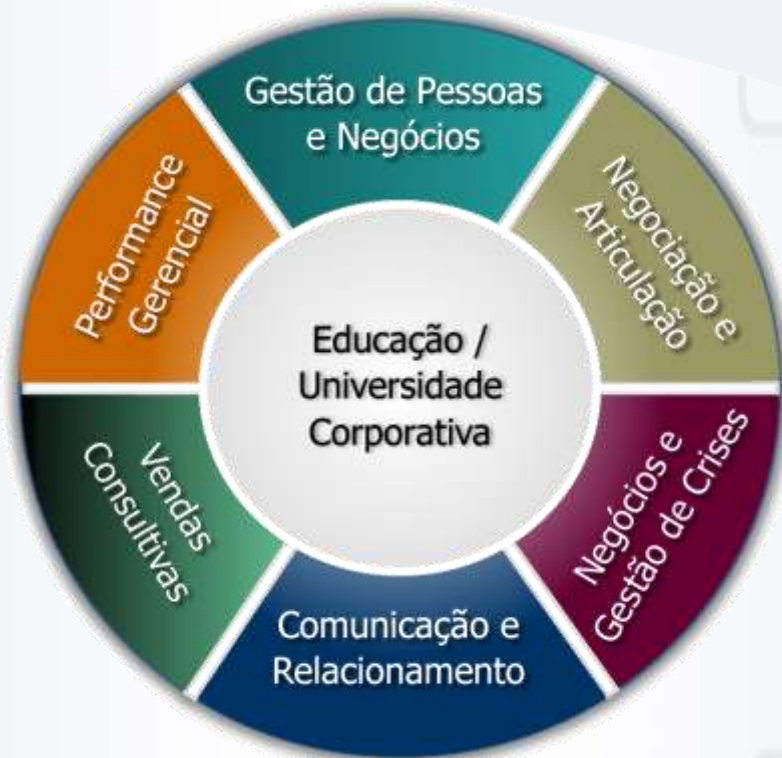 Gestão de Pessoas
e Negócios
Negociação e
Articulação
Negócios e
Gestão de Crises
Comunicação e
Relacionamento
Vendas
Consultivas
Performance
Gerencial
Educação /
Universidade
Corporativa